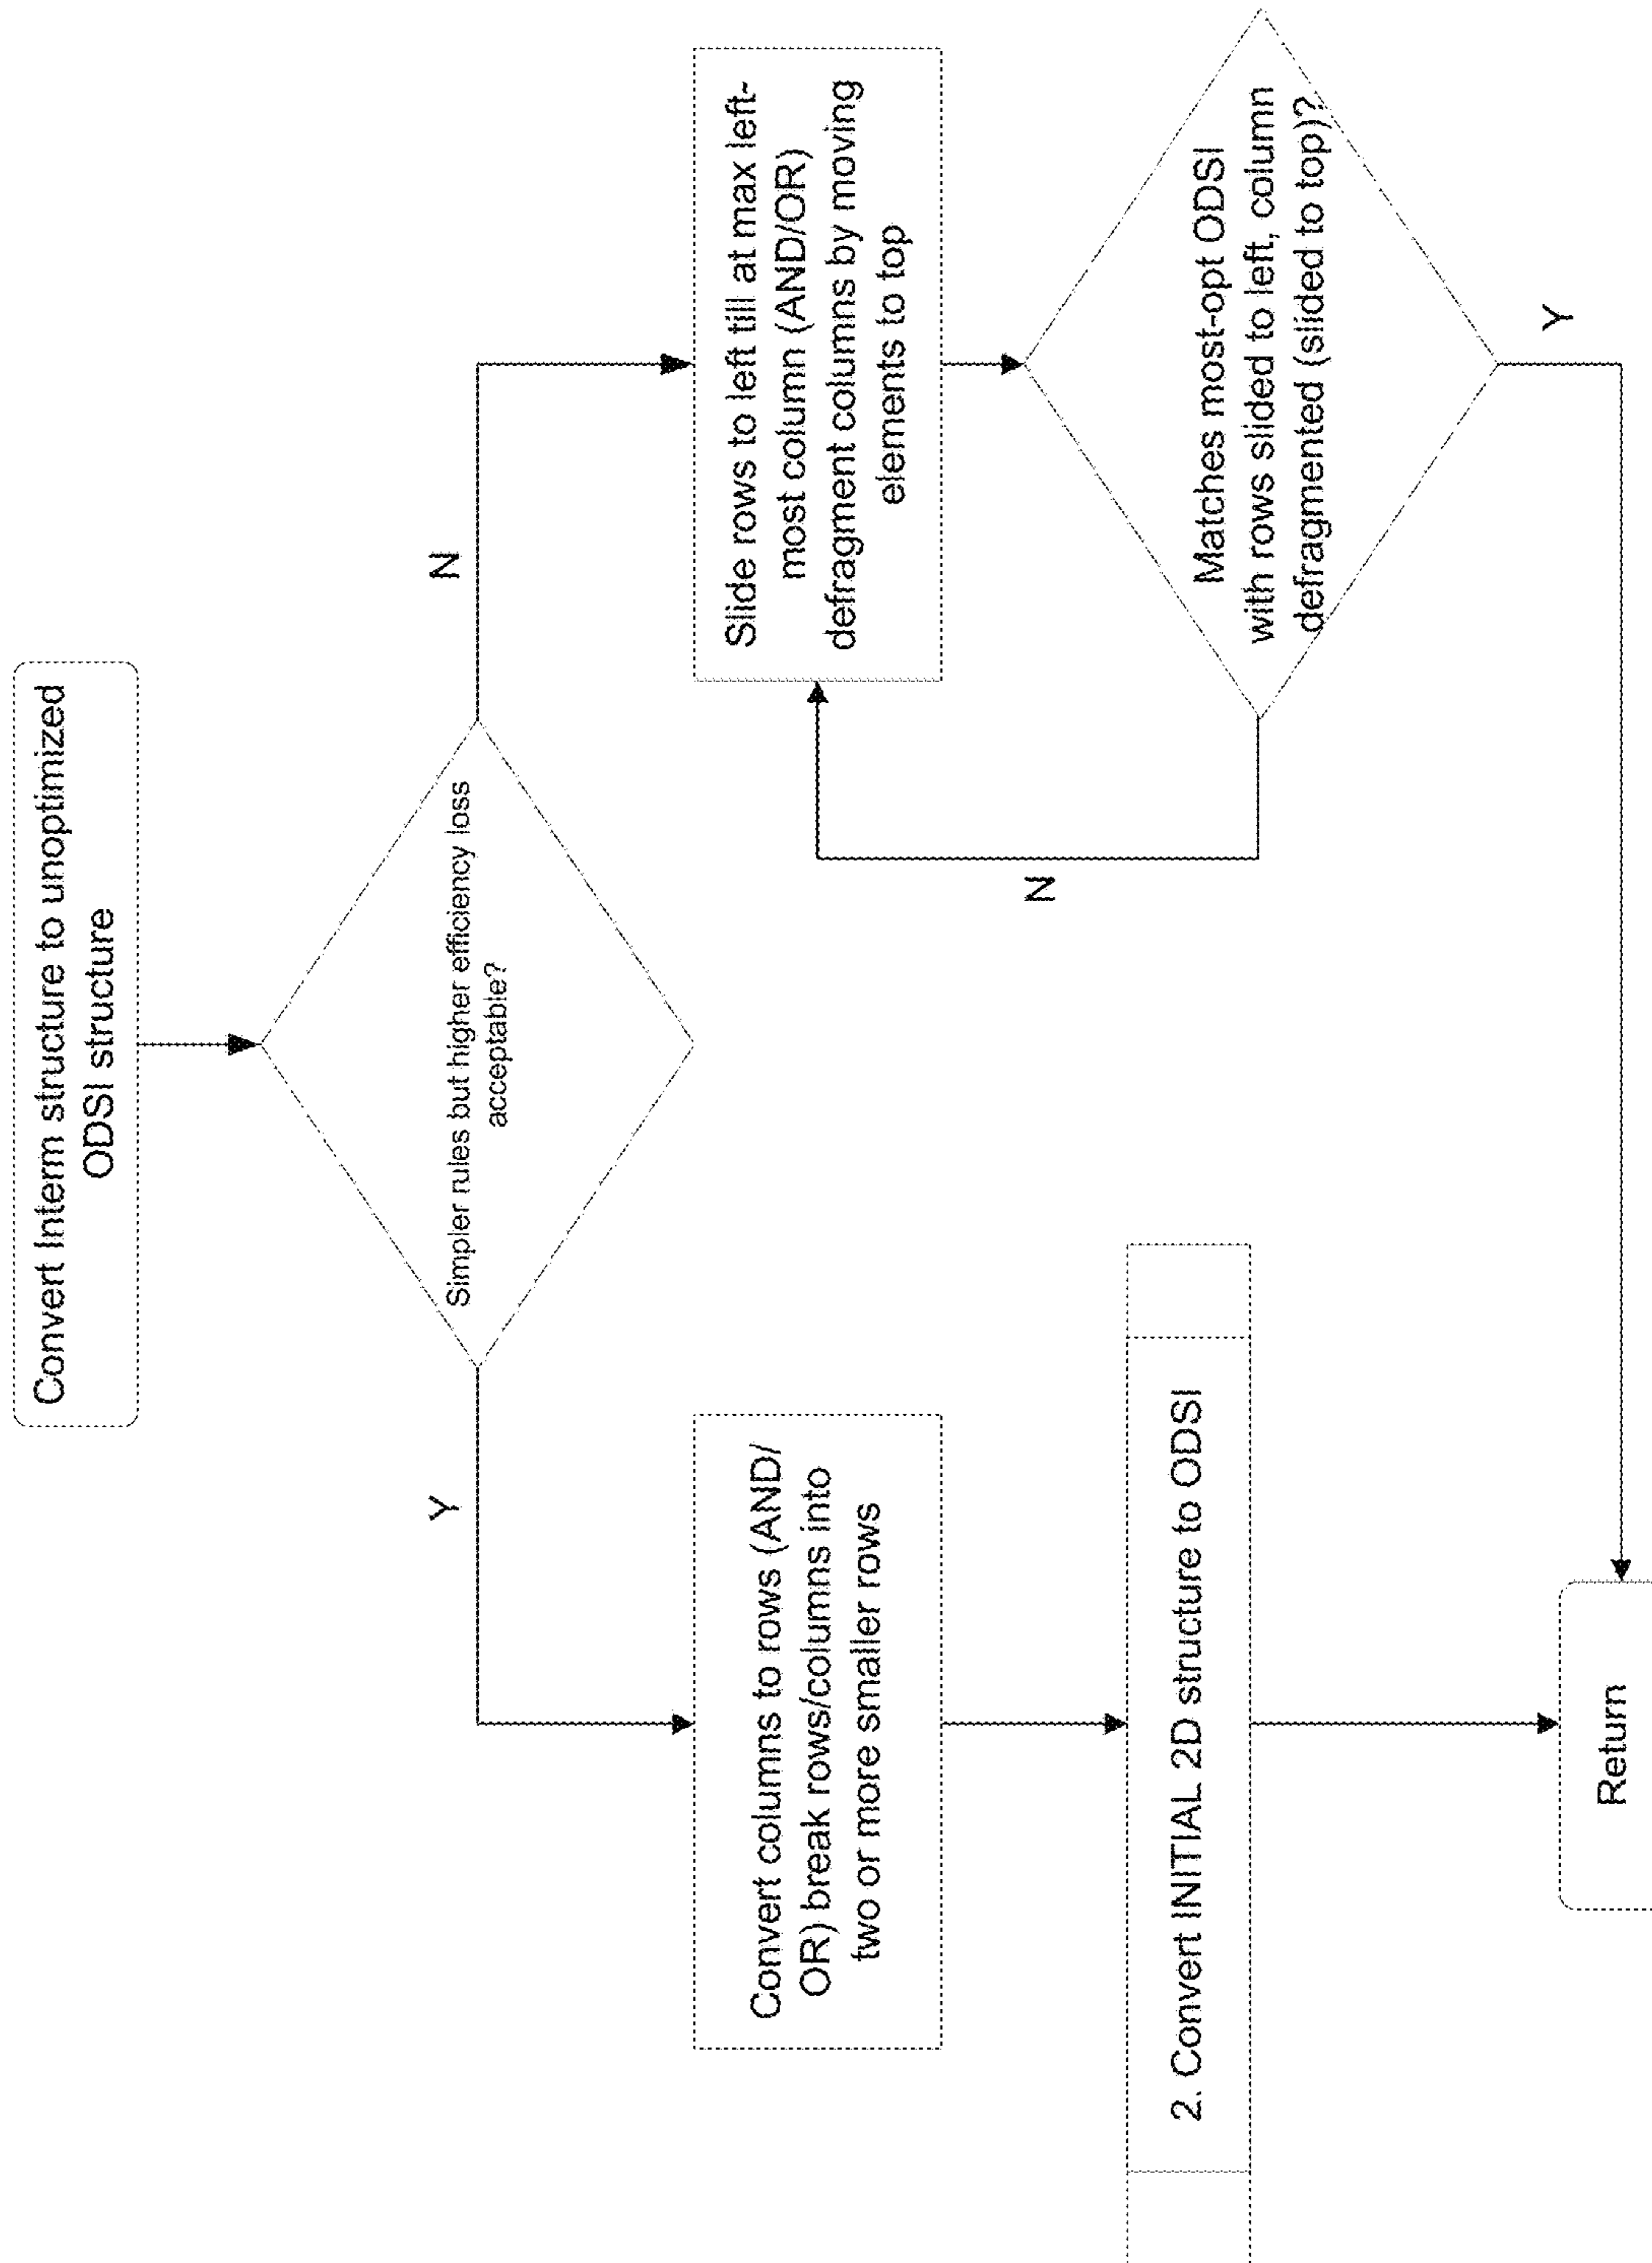 Convert Interm structure to unoptimized
ODSI structure
Simpler rules but higher efficiency loss
acceptable?
Y
N
Convert columns to rows (AND/
OR) break rows/columns into
two or more smaller rows
Slide rows to left till at max left-
most column (AND/OR)
defragment columns by moving
elements to top
N
2. Convert INITIAL 2D structure to ODSI
Matches most-opt ODSI
with rows slided to left, column
defragmented (slided to top)?
Y
Return